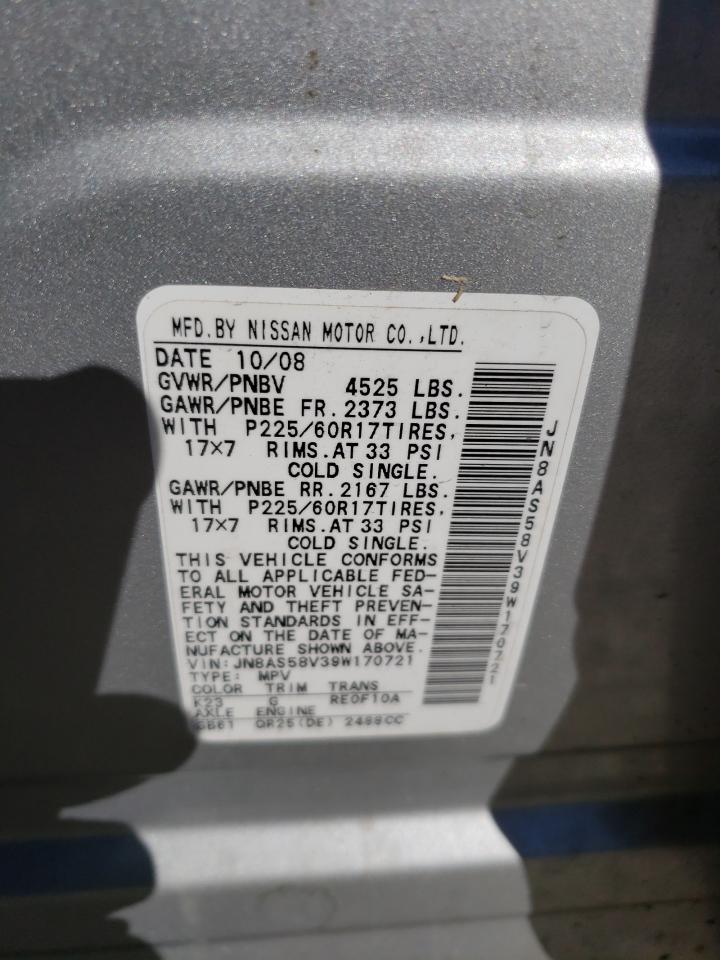 MFD.BY NISSAN MOTOR CO.,LTD.
DATE 10/08
GVWR/PNBV 4525 LBS.
GAWR/PNBE FR. 2373 LBS.
WITH P225/60R17TIRES,
17×7 RIMS.AT 33 PSI
COLD SINGLE.
GAWR/PNBE RR. 2167 LBS.
WITH P225/60R17TIRES,
17×7 RIMS.AT 33 PSI
COLD SINGLE.
THIS VEHICLE CONFORMS
TO ALL APPLICABLE FED-
ERAL MOTOR VEHICLE SA-
FETY AND THEFT PREVEN-
TION STANDARDS IN EFF-
ECT ON THE DATE OF MA-
NUFACTURE SHOWN ABOVE.
VIN: JN8AS58V39W170721
TYPE: MPV
COLOR TRIM TRANS
K23 G RE0F10A
AXLE ENGINE
QR25(DE) 2488CC
JN8AS58V39W170721